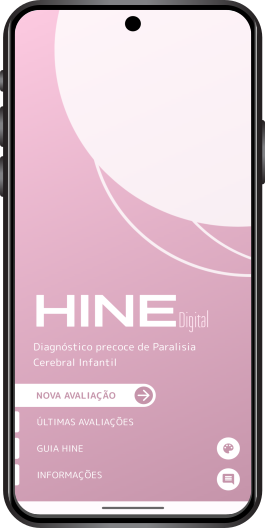 HINE Digital
Diagnóstico precoce de Paralisia
Cerebral Infantil
NOVA AVALIAÇÃO
ÚLTIMAS AVALIAÇÕES
GUIA HINE
INFORMAÇÕES